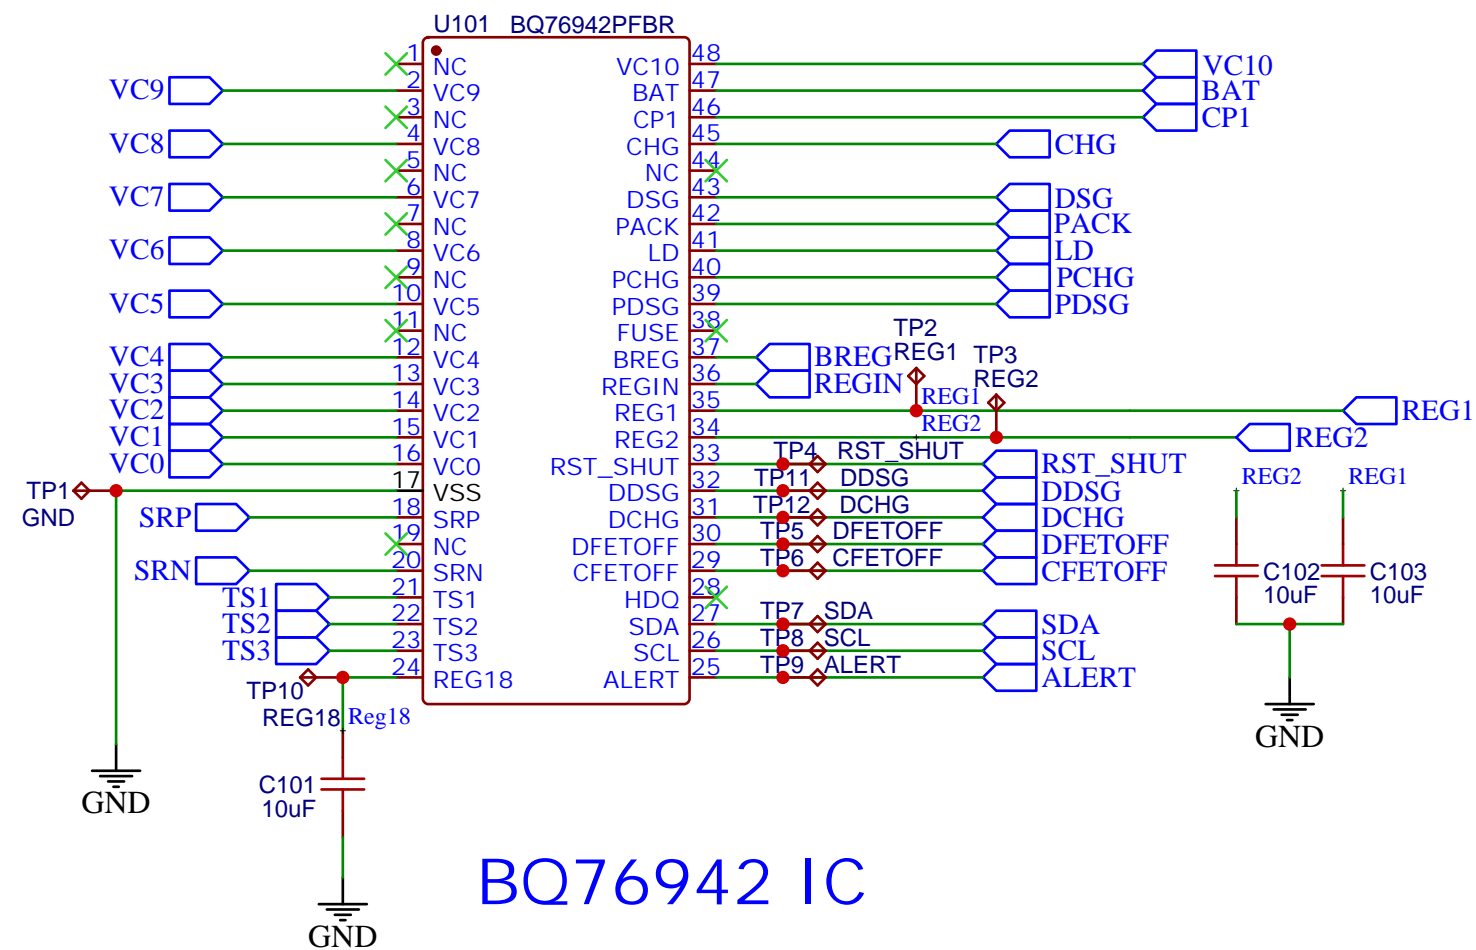 U101 BQ76942PFBR
1 NC VC10 48 VC10
VC9 2 VC9 BAT 47 BAT
3 NC CP1 46 CP1
VC8 4 VC8 CHG 45 CHG
5 NC NC 44
VC7 6 VC7 DSG 43 DSG
7 NC PACK 42 PACK
VC6 8 VC6 LD 41 LD
9 NC PCHG 40 PCHG
VC5 10 VC5 PDSG 39 PDSG
11 NC FUSE 38
VC4 12 VC4 BREG 37 BREG
VC3 13 VC3 REGIN 36 REGIN
TP2
REG1
TP3
REG2
VC2 14 VC2 REG1 35 REG1 REG1
VC1 15 VC1 REG2 34 REG2 REG2
VC0 16 VC0 RST_SHUT 33 TP4 RST_SHUT RST_SHUT
TP1
GND
17 VSS DDSG 32 TP11 DDSG DDSG
SRP 18 SRP DCHG 31 TP12 DCHG DCHG
19 NC DFETOFF 30 TP5 DFETOFF DFETOFF
SRN 20 SRN CFETOFF 29 TP6 CFETOFF CFETOFF
TS1 21 TS1 HDQ 28
TS2 22 TS2 SDA 27 TP7 SDA SDA
TS3 23 TS3 SCL 26 TP8 SCL SCL
24 REG18 ALERT 25 TP9 ALERT ALERT
TP10
REG18 Reg18
REG2 REG1
C102 C103
10uF 10uF
GND
GND
C101
10uF
GND
BQ76942 IC